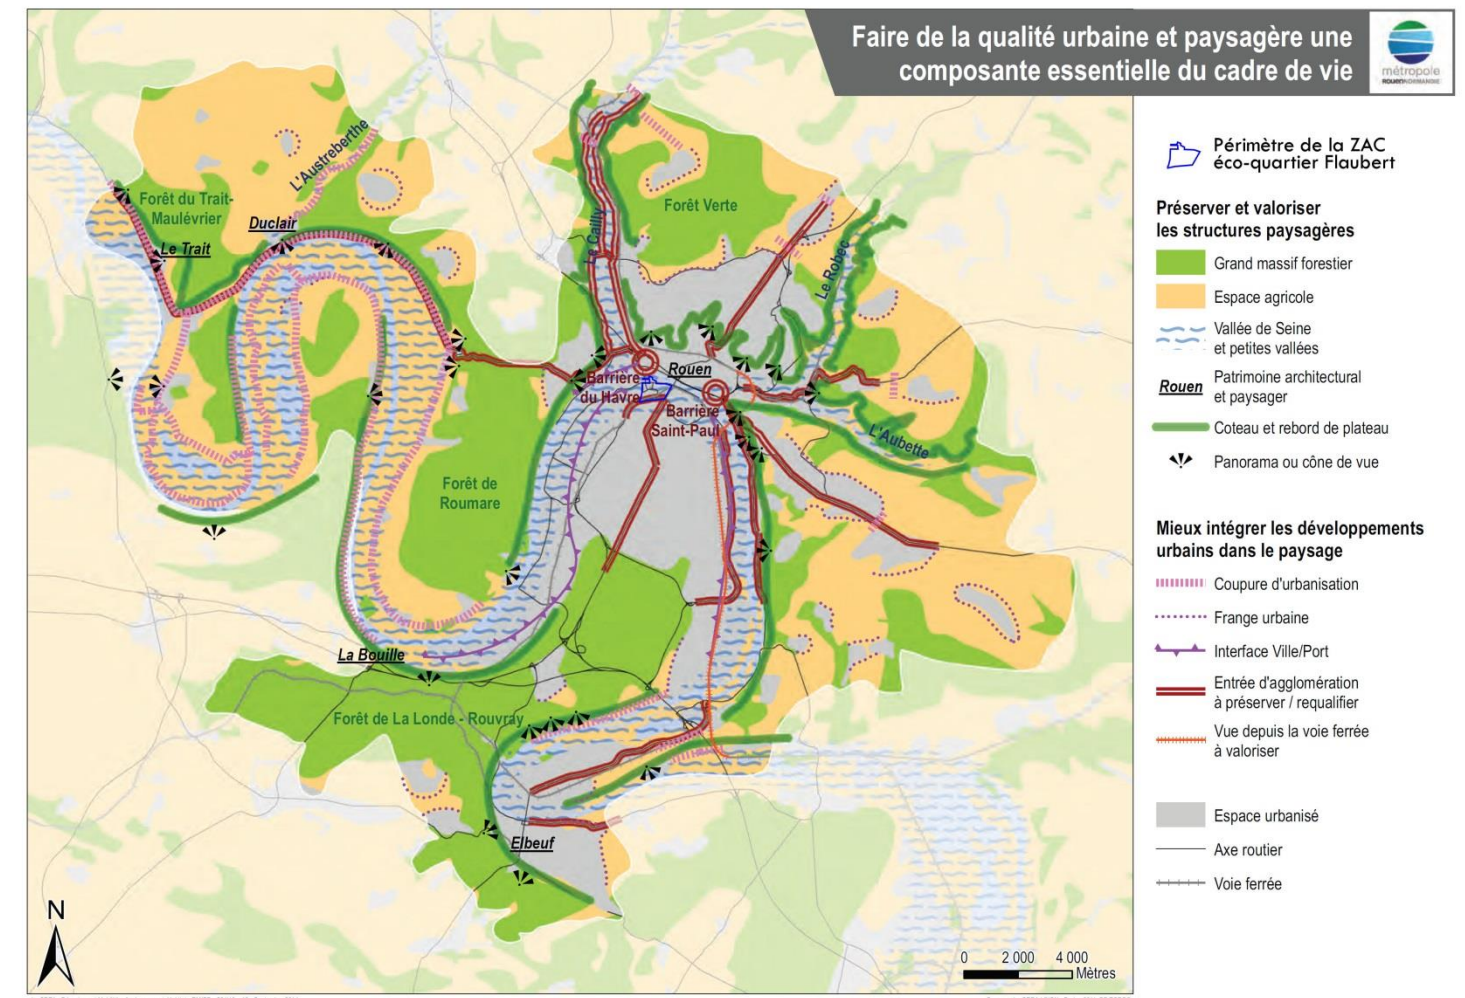 Faire de la qualité urbaine et paysagère une
composante essentielle du cadre de vie
métropole
ROUENNORMANDIE
Périmètre de la ZAC
éco-quartier Flaubert
Préserver et valoriser
les structures paysagères
Grand massif forestier
Espace agricole
Vallée de Seine
et petites vallées
Rouen
Patrimoine architectural
et paysager
Coteau et rebord de plateau
Panorama ou cône de vue
Mieux intégrer les développements
urbains dans le paysage
Coupure d'urbanisation
Frange urbaine
Interface Ville/Port
Entrée d'agglomération
à préserver / requalifier
Vue depuis la voie ferrée
à valoriser
Espace urbanisé
Axe routier
Voie ferrée
L'Austreberthe
Forêt du Trait-
Maulévrier
Duclair
Le Trait
Le Cailly
Forêt Verte
Le Robec
Rouen
Barrière
du Havre
Barrière
Saint-Paul
L'Aubette
Forêt de
Roumare
La Bouille
Forêt de La Londe - Rouvray
Elbeuf
N
0 2 000 4 000
Mètres